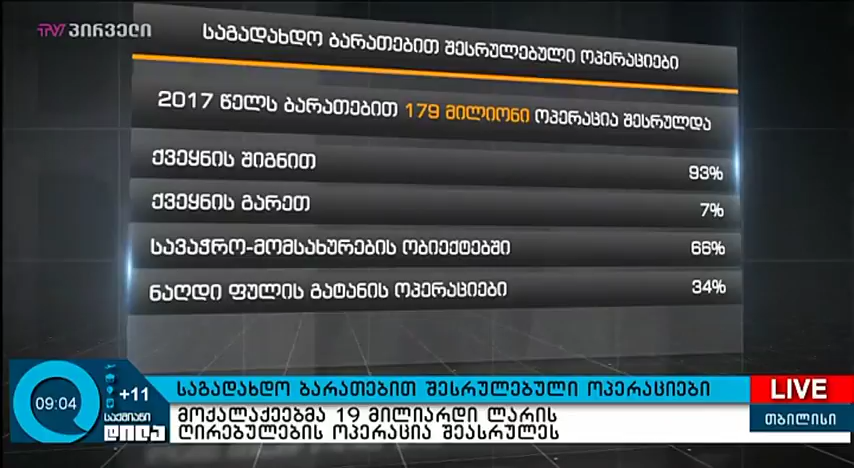 TV პირველი
საგადახდო ბარათებით შესრულებული ოპერაციები
2017 წელს ბარათებით 179 მილიონი ოპერაცია შესრულდა
ქვეყნის შიგნით 93%
ქვეყნის გარეთ 7%
სავაჭრო-მომსახურების ობიექტებში 66%
ნაღდი ფულის გატანის ოპერაციები 34%
09:04
+11
საქმიანი
დილა
საგადახდო ბარათებით შესრულებული ოპერაციები
მოქალაქეებმა 19 მილიარდი ლარის
ღირებულების ოპერაცია შეასრულეს
LIVE
თბილისი